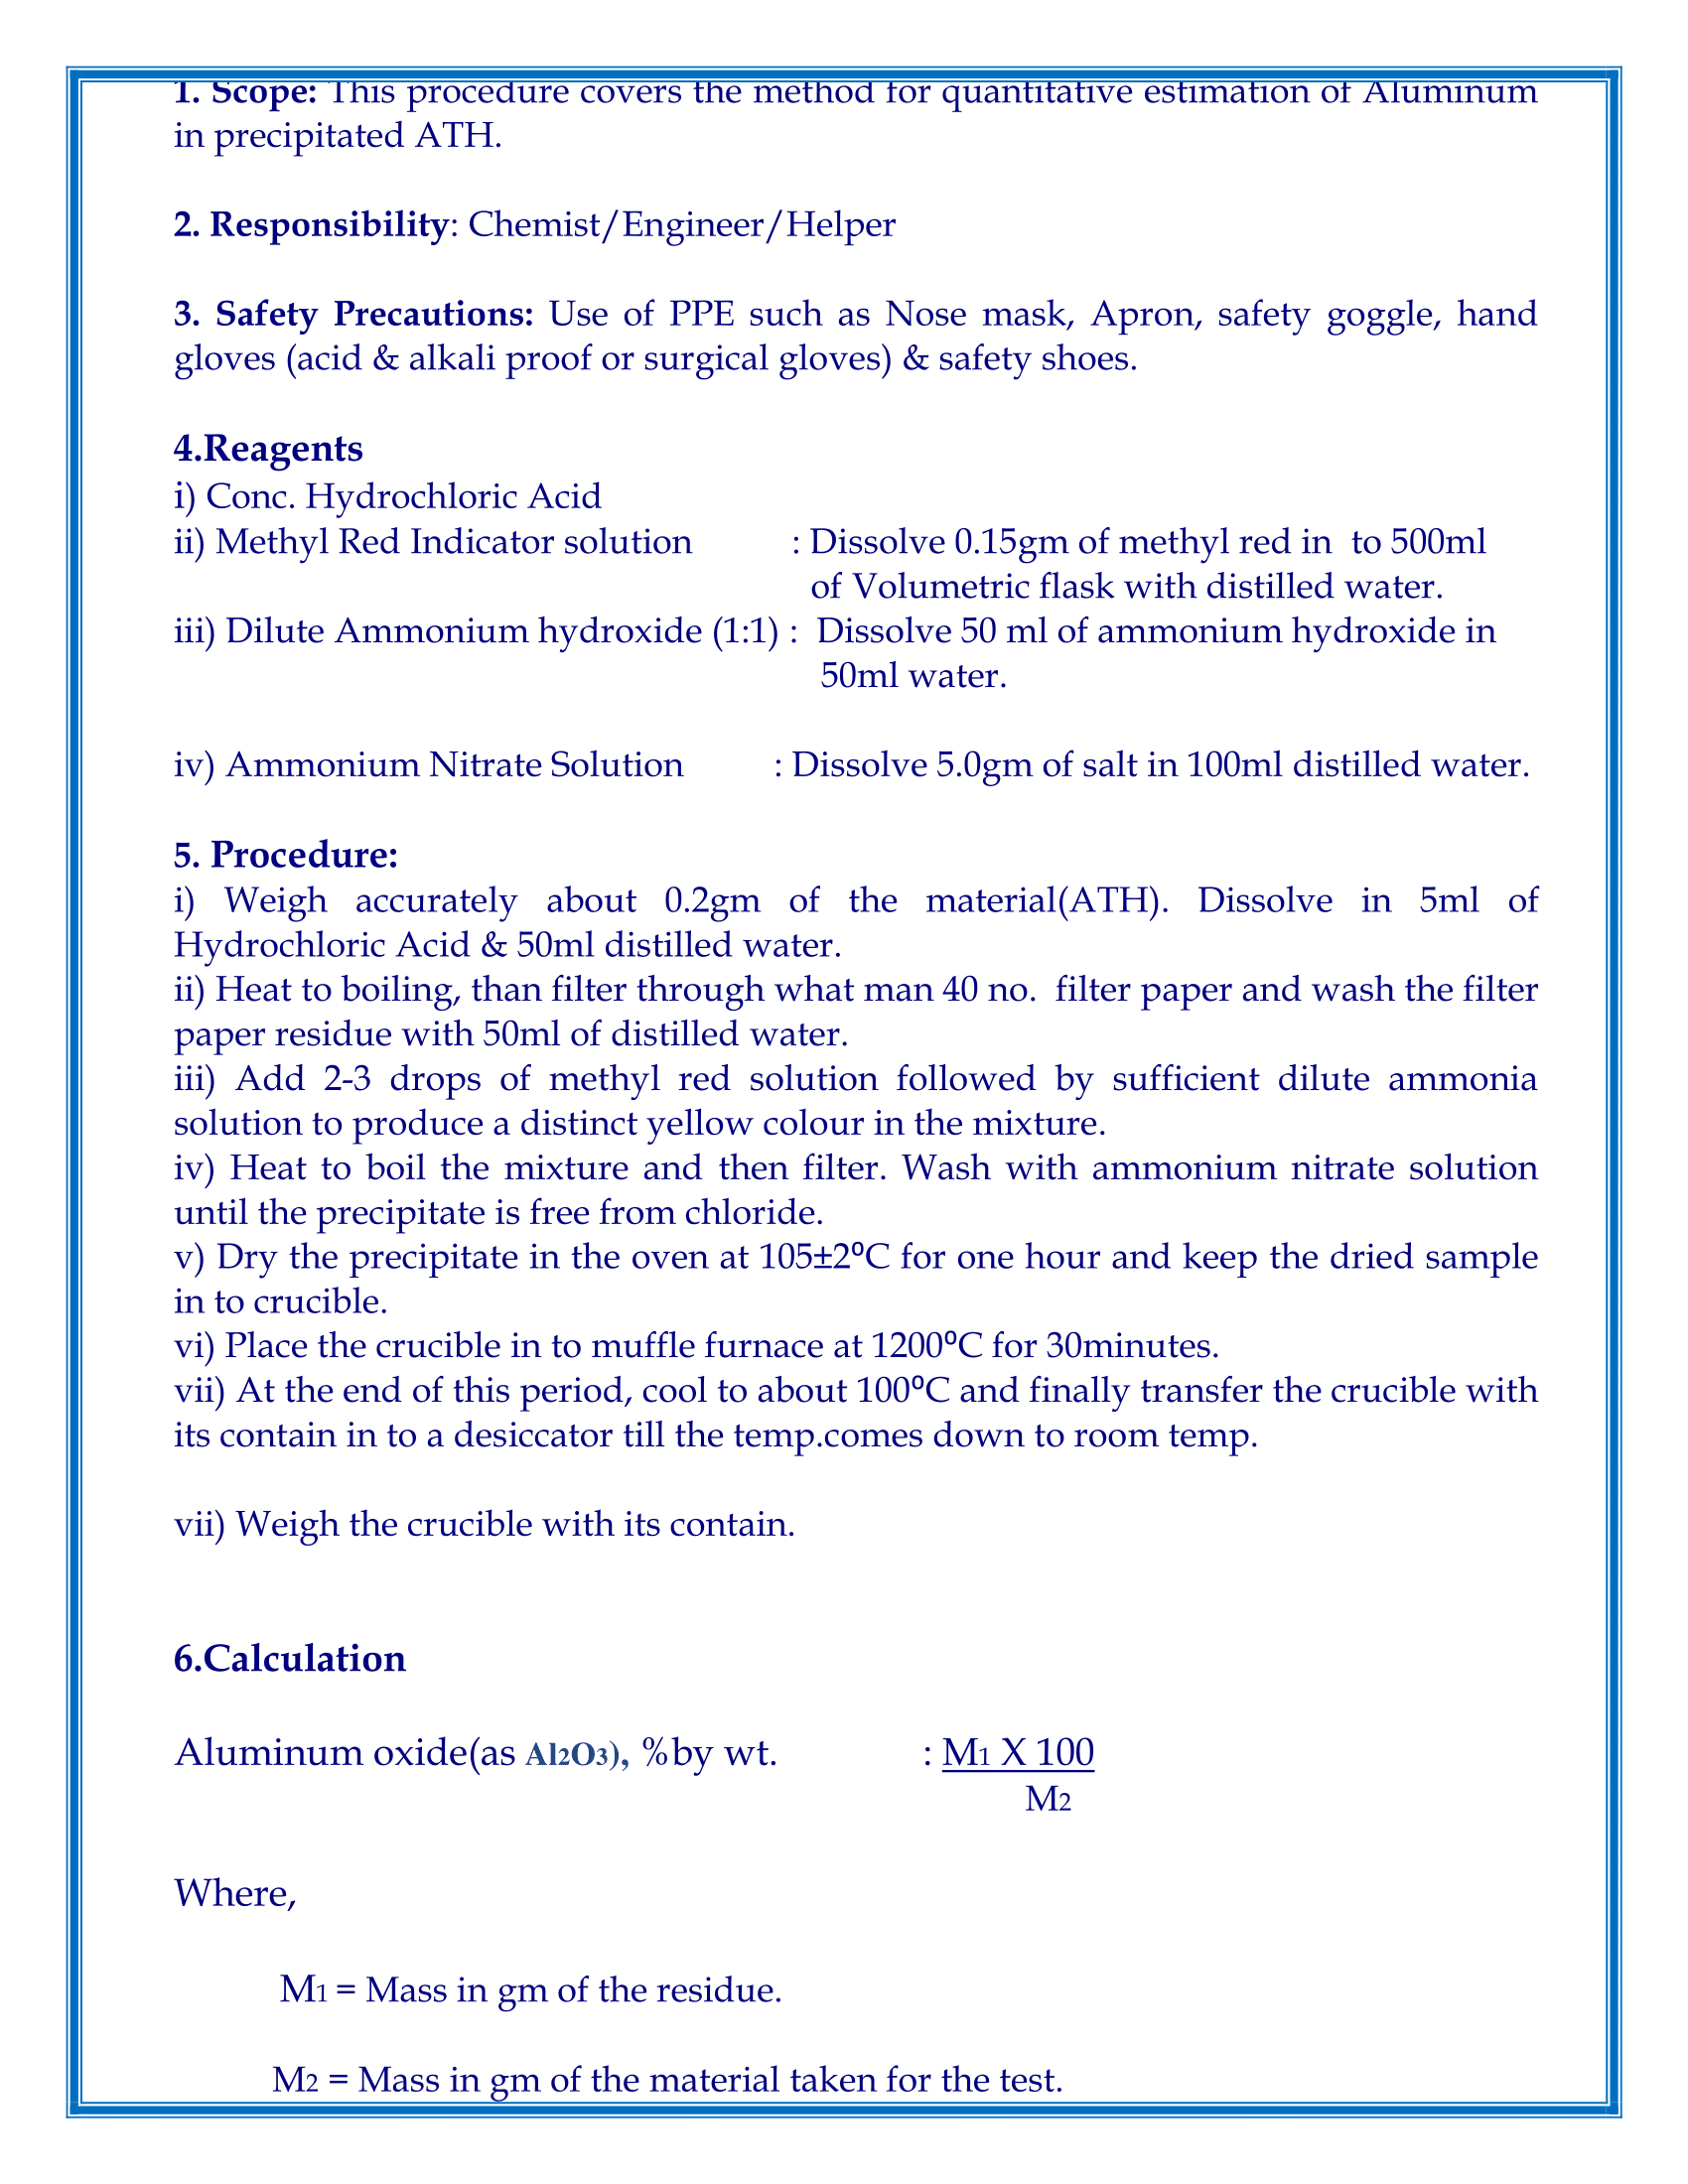 1. Scope: This procedure covers the method for quantitative estimation of Aluminum
in precipitated ATH.
2. Responsibility: Chemist/Engineer/Helper
3. Safety Precautions: Use of PPE such as Nose mask, Apron, safety goggle, hand
gloves (acid & alkali proof or surgical gloves) & safety shoes.
4.Reagents
i) Conc. Hydrochloric Acid
ii) Methyl Red Indicator solution : Dissolve 0.15gm of methyl red in to 500ml
of Volumetric flask with distilled water.
iii) Dilute Ammonium hydroxide (1:1) : Dissolve 50 ml of ammonium hydroxide in
50ml water.
iv) Ammonium Nitrate Solution : Dissolve 5.0gm of salt in 100ml distilled water.
5. Procedure:
i) Weigh accurately about 0.2gm of the material(ATH). Dissolve in 5ml of
Hydrochloric Acid & 50ml distilled water.
ii) Heat to boiling, than filter through what man 40 no. filter paper and wash the filter
paper residue with 50ml of distilled water.
iii) Add 2-3 drops of methyl red solution followed by sufficient dilute ammonia
solution to produce a distinct yellow colour in the mixture.
iv) Heat to boil the mixture and then filter. Wash with ammonium nitrate solution
until the precipitate is free from chloride.
v) Dry the precipitate in the oven at 105±2⁰C for one hour and keep the dried sample
in to crucible.
vi) Place the crucible in to muffle furnace at 1200⁰C for 30minutes.
vii) At the end of this period, cool to about 100⁰C and finally transfer the crucible with
its contain in to a desiccator till the temp.comes down to room temp.
vii) Weigh the crucible with its contain.
6.Calculation
Aluminum oxide(as Al2O3), %by wt. : M1 X 100
M2
Where,
M1 = Mass in gm of the residue.
M2 = Mass in gm of the material taken for the test.